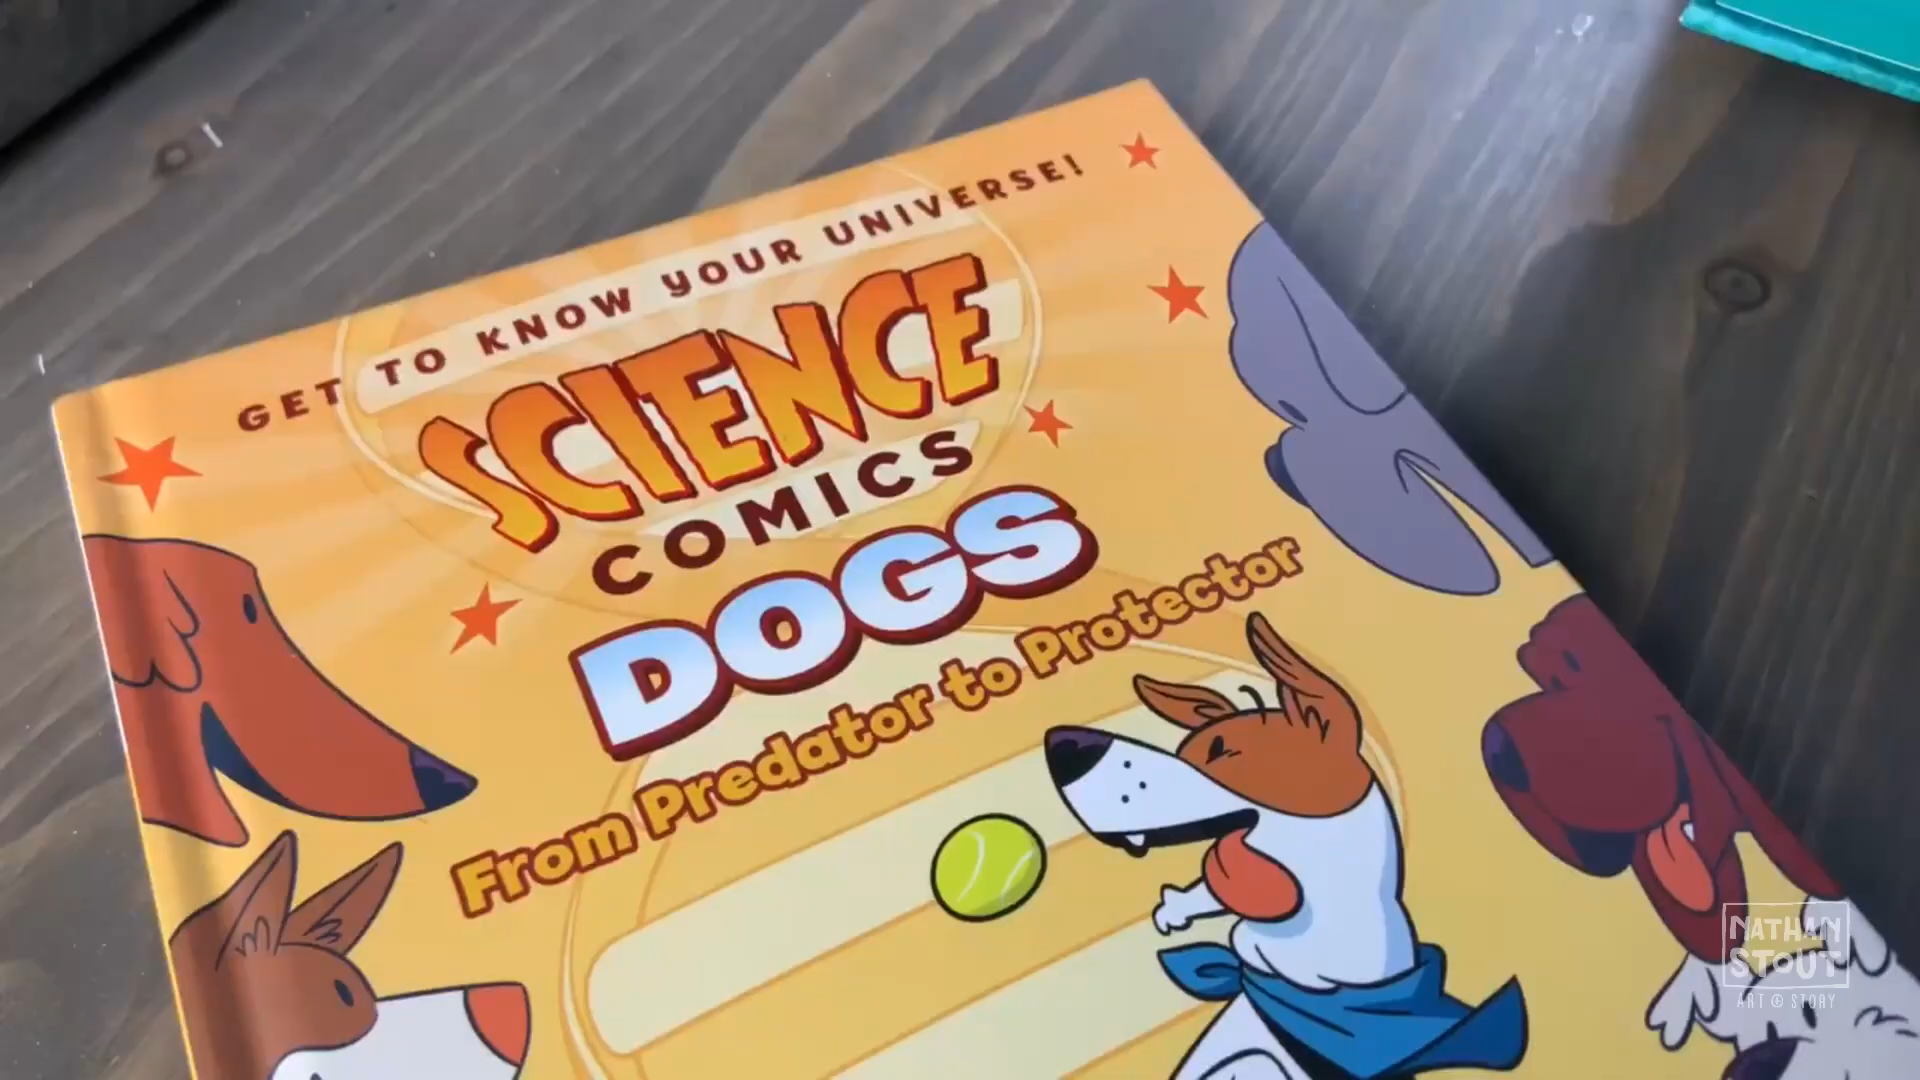 GET TO KNOW YOUR UNIVERSE!
SCIENCE
COMICS
DOGS
From Predator to Protector
NATHAN
STOUT
ART & STORY